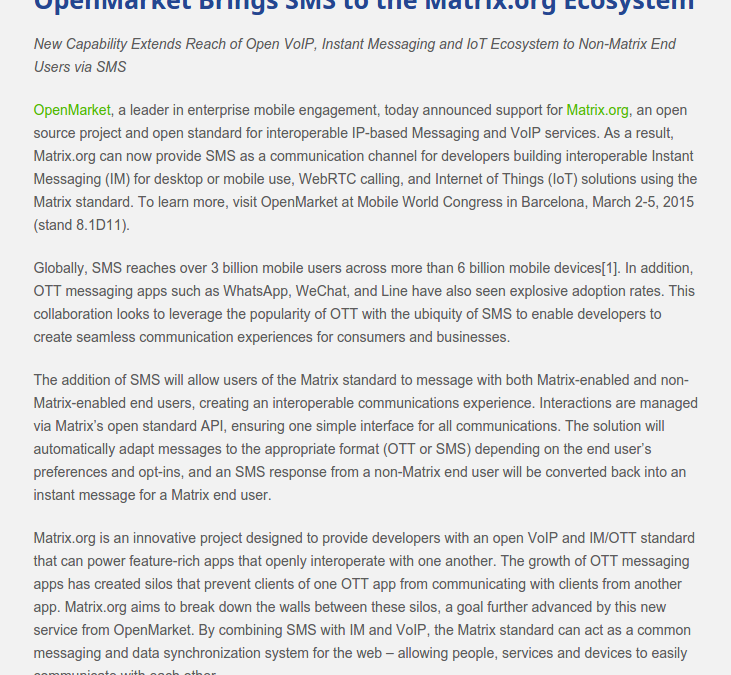 OpenMarket Brings SMS to the Matrix.org Ecosystem
New Capability Extends Reach of Open VoIP, Instant Messaging and IoT Ecosystem to Non-Matrix End
Users via SMS
OpenMarket, a leader in enterprise mobile engagement, today announced support for Matrix.org, an open
source project and open standard for interoperable IP-based Messaging and VoIP services. As a result,
Matrix.org can now provide SMS as a communication channel for developers building interoperable Instant
Messaging (IM) for desktop or mobile use, WebRTC calling, and Internet of Things (IoT) solutions using the
Matrix standard. To learn more, visit OpenMarket at Mobile World Congress in Barcelona, March 2-5, 2015
(stand 8.1D11).
Globally, SMS reaches over 3 billion mobile users across more than 6 billion mobile devices[1]. In addition,
OTT messaging apps such as WhatsApp, WeChat, and Line have also seen explosive adoption rates. This
collaboration looks to leverage the popularity of OTT with the ubiquity of SMS to enable developers to
create seamless communication experiences for consumers and businesses.
The addition of SMS will allow users of the Matrix standard to message with both Matrix-enabled and non-
Matrix-enabled end users, creating an interoperable communications experience. Interactions are managed
via Matrix’s open standard API, ensuring one simple interface for all communications. The solution will
automatically adapt messages to the appropriate format (OTT or SMS) depending on the end user’s
preferences and opt-ins, and an SMS response from a non-Matrix end user will be converted back into an
instant message for a Matrix end user.
Matrix.org is an innovative project designed to provide developers with an open VoIP and IM/OTT standard
that can power feature-rich apps that openly interoperate with one another. The growth of OTT messaging
apps has created silos that prevent clients of one OTT app from communicating with clients from another
app. Matrix.org aims to break down the walls between these silos, a goal further advanced by this new
service from OpenMarket. By combining SMS with IM and VoIP, the Matrix standard can act as a common
messaging and data synchronization system for the web – allowing people, services and devices to easily
communicate with each other.